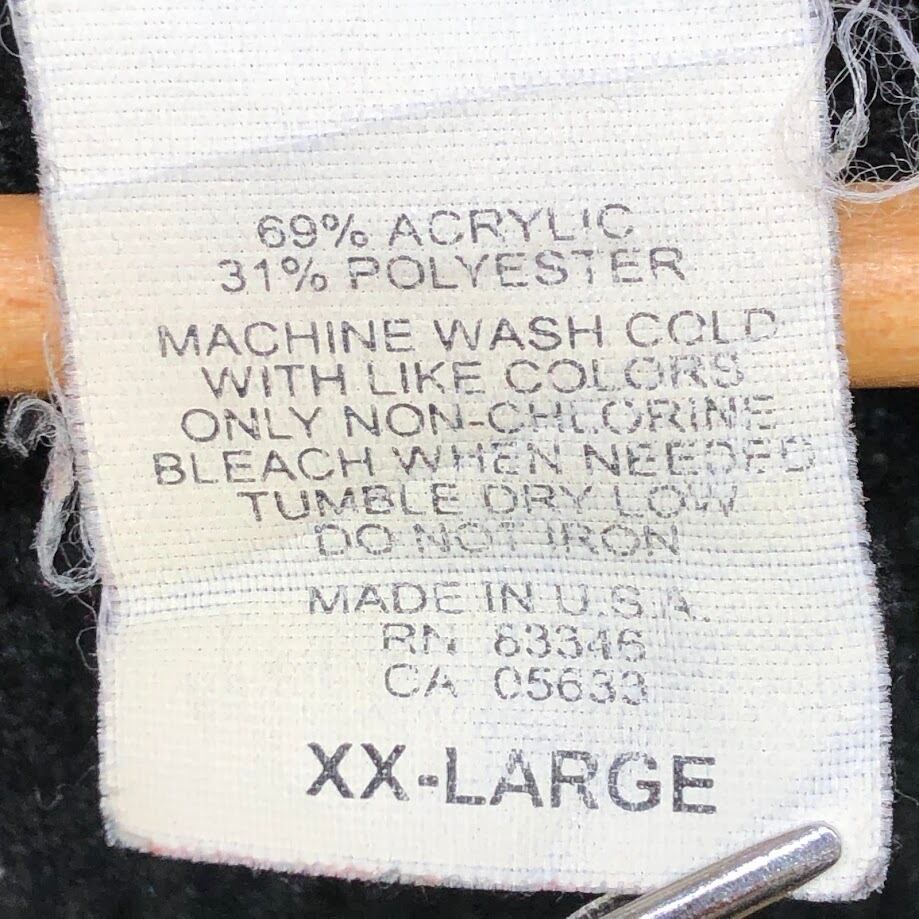 69% ACRYLIC
31% POLYESTER
MACHINE WASH COLD
WITH LIKE COLORS
ONLY NON-CHLORINE
BLEACH WHEN NEEDED
TUMBLE DRY LOW
DO NOT IRON
MADE IN U.S.A.
RN 63346
CA 05633
XX-LARGE